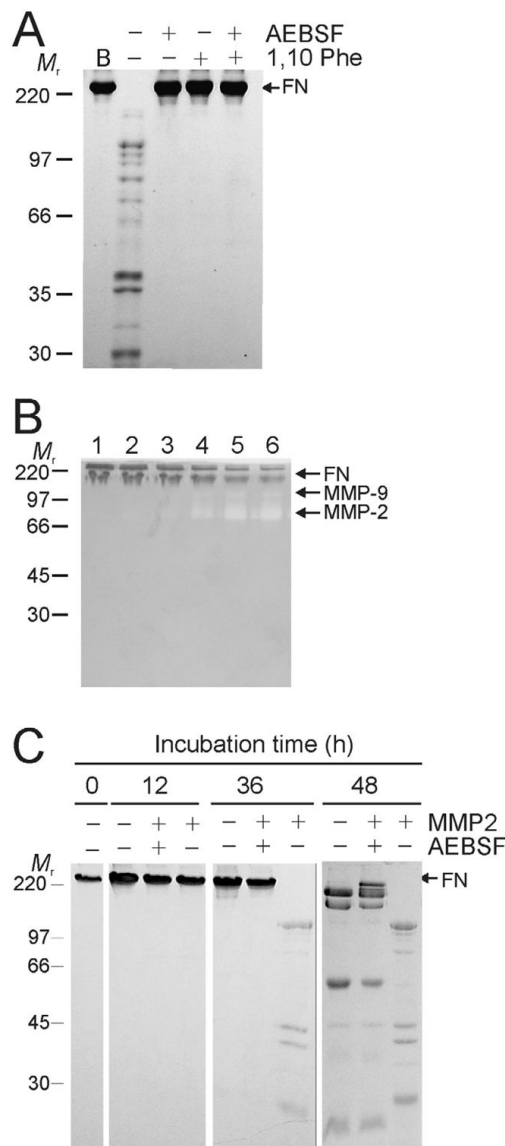 A
B − + − + AEBSF
− − + + 1,10 Phe
Mr
220
97
66
35
30
FN
B
Mr
1 2 3 4 5 6
220
97
66
45
30
FN
MMP-9
MMP-2
C
Incubation time (h)
0 12 36 48
− − + + − + + − + + MMP2
− − + − − + − − + − AEBSF
Mr
220
97
66
45
30
FN